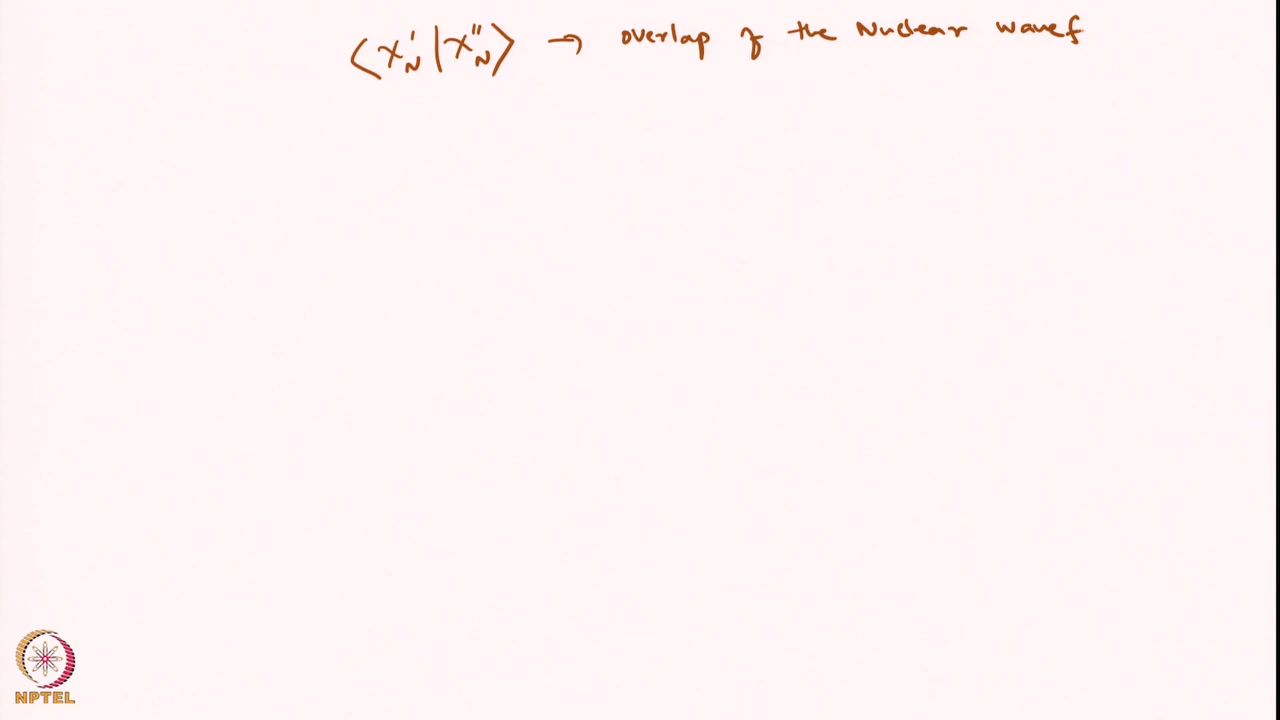 ⟨χ'_N|χ''_N⟩ → overlap of the Nuclear wavef
NPTEL